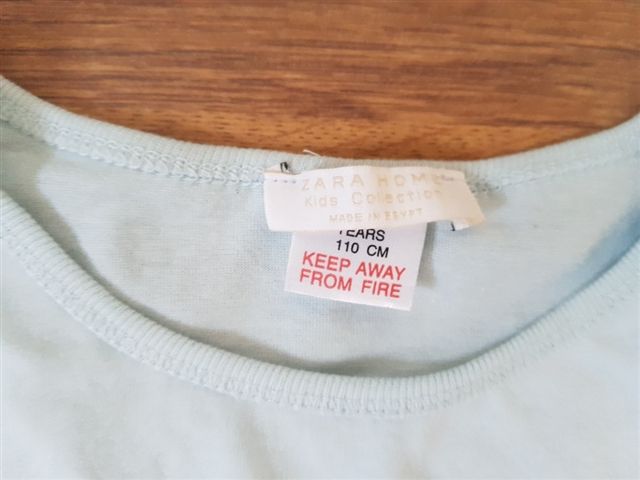 ZARA HOME
Kids Collection
MADE IN EGYPT
YEARS
110 CM
KEEP AWAY
FROM FIRE